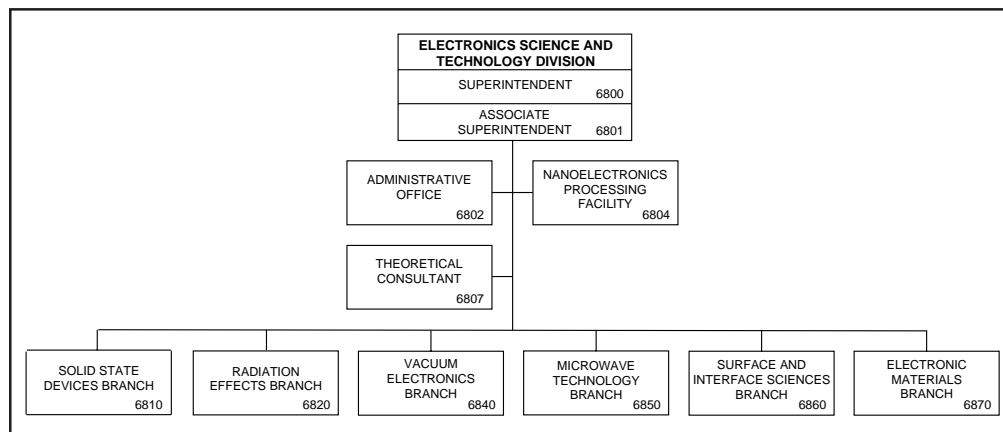 ELECTRONICS SCIENCE AND
TECHNOLOGY DIVISION
SUPERINTENDENT
6800
ASSOCIATE
SUPERINTENDENT
6801
ADMINISTRATIVE
OFFICE
6802
NANOELECTRONICS
PROCESSING
FACILITY
6804
THEORETICAL
CONSULTANT
6807
SOLID STATE
DEVICES BRANCH
6810
RADIATION
EFFECTS BRANCH
6820
VACUUM
ELECTRONICS
BRANCH
6840
MICROWAVE
TECHNOLOGY
BRANCH
6850
SURFACE AND
INTERFACE SCIENCES
BRANCH
6860
ELECTRONIC
MATERIALS
BRANCH
6870